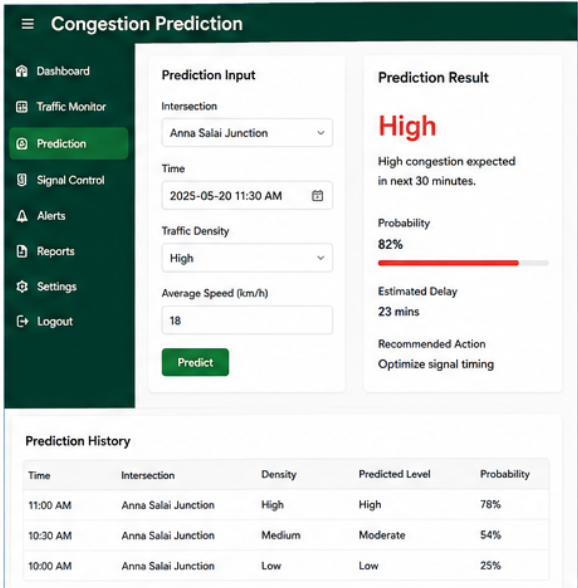 Congestion Prediction
Dashboard
Traffic Monitor
Prediction
Signal Control
Alerts
Reports
Settings
Logout
Prediction Input
Intersection
Anna Salai Junction
Time
2025-05-20 11:30 AM
Traffic Density
High
Average Speed (km/h)
18
Predict
Prediction Result
High
High congestion expected
in next 30 minutes.
Probability
82%
Estimated Delay
23 mins
Recommended Action
Optimize signal timing
Prediction History
Time Intersection Density Predicted Level Probability
11:00 AM Anna Salai Junction High High 78%
10:30 AM Anna Salai Junction Medium Moderate 54%
10:00 AM Anna Salai Junction Low Low 25%